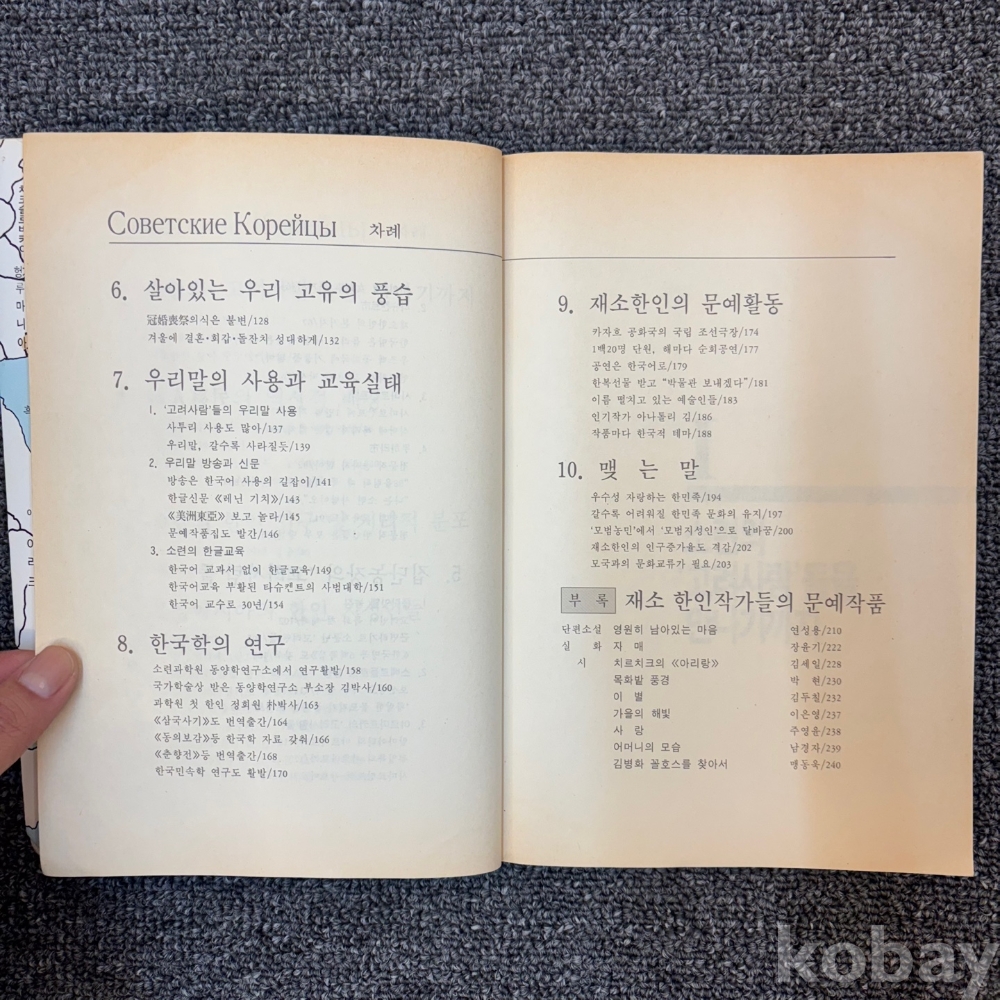 Советские Корейцы 차례
6. 살아있는 우리 고유의 풍습
冠婚喪祭의식은 불변/128
겨울에 결혼·회갑·돌잔치 성대하게/132
7. 우리말의 사용과 교육실태
1. '고려사람'들의 우리말 사용
사투리 사용도 많아/137
우리말, 갈수록 사라질듯/139
2. 우리말 방송과 신문
방송은 한국어 사용의 길잡이/141
한글신문 《레닌 기치》/143
《美洲東亞》 보고 놀라/145
문예작품집도 발간/146
3. 소련의 한글교육
한국어 교과서 없이 한글교육/149
한국어교육 부활된 타슈켄트의 사범대학/151
한국어 교수로 30년/154
8. 한국학의 연구
소련과학원 동양학연구소에서 연구활발/158
국가학술상 받은 동양학연구소 부소장 김박사/160
과학원 첫 한인 정회원 朴박사/163
《삼국사기》도 번역출간/164
《동의보감》등 한국학 자료 갖춰/166
《춘향전》등 번역출간/168
한국민속학 연구도 활발/170
9. 재소한인의 문예활동
카자흐 공화국의 국립 조선극장/174
1백20명 단원, 해마다 순회공연/177
공연은 한국어로/179
한복선물 받고 "박물관 보내겠다"/181
이름 떨치고 있는 예술인들/183
인기작가 아나톨리 김/186
작품마다 한국적 테마/188
10. 맺는말
우수성 자랑하는 한민족/194
갈수록 어려워질 한민족 문화의 유지/197
'모범농민'에서 '모범지성인'으로 탈바꿈/200
재소한인의 인구증가율도 격감/202
모국과의 문화교류가 필요/203
부록 재소 한인작가들의 문예작품
단편소설 영원히 남아있는 마음 연성용/210
실화 자매 장윤기/222
시 치르치크의 《아리랑》 김세일/228
목화밭 풍경 박현/230
이별 김두칠/232
가을의 해빛 이은영/237
사랑 주영윤/238
어머니의 모습 남경자/239
김병화 꼴호스를 찾아서 맹동욱/240
kobay